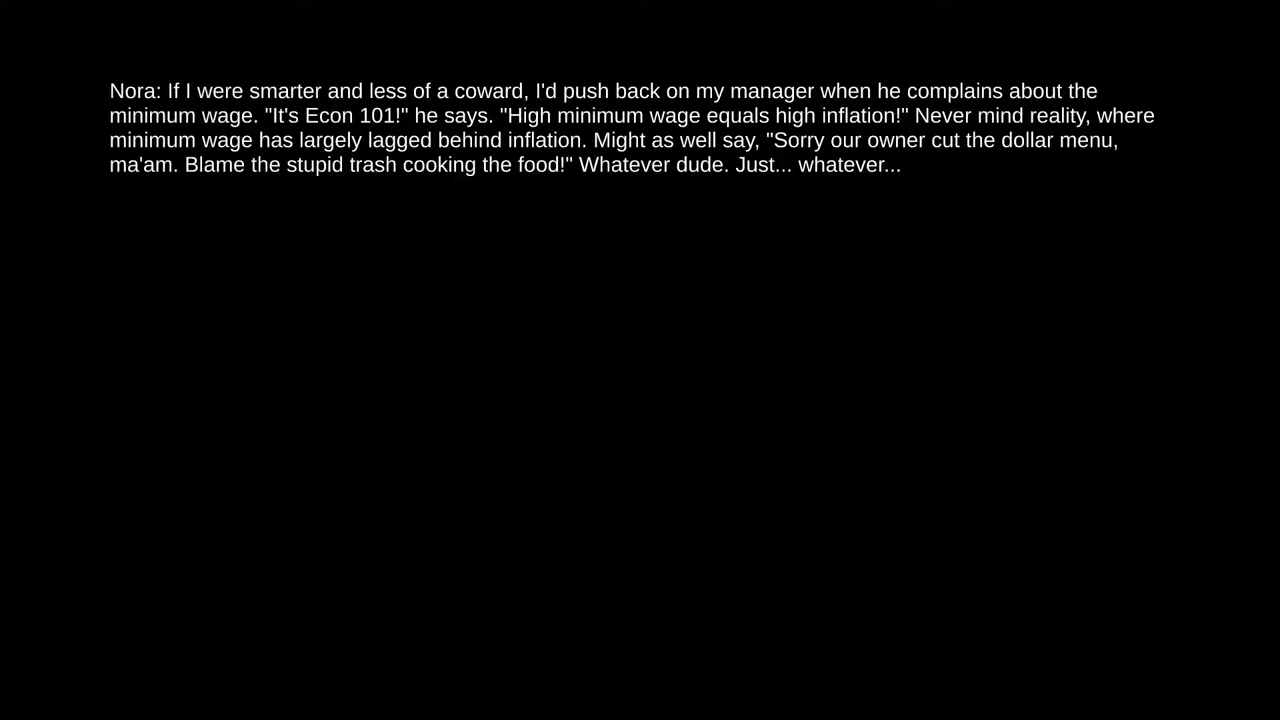 Nora: If I were smarter and less of a coward, I'd push back on my manager when he complains about the
minimum wage. "It's Econ 101!" he says. "High minimum wage equals high inflation!" Never mind reality, where
minimum wage has largely lagged behind inflation. Might as well say, "Sorry our owner cut the dollar menu,
ma'am. Blame the stupid trash cooking the food!" Whatever dude. Just... whatever...